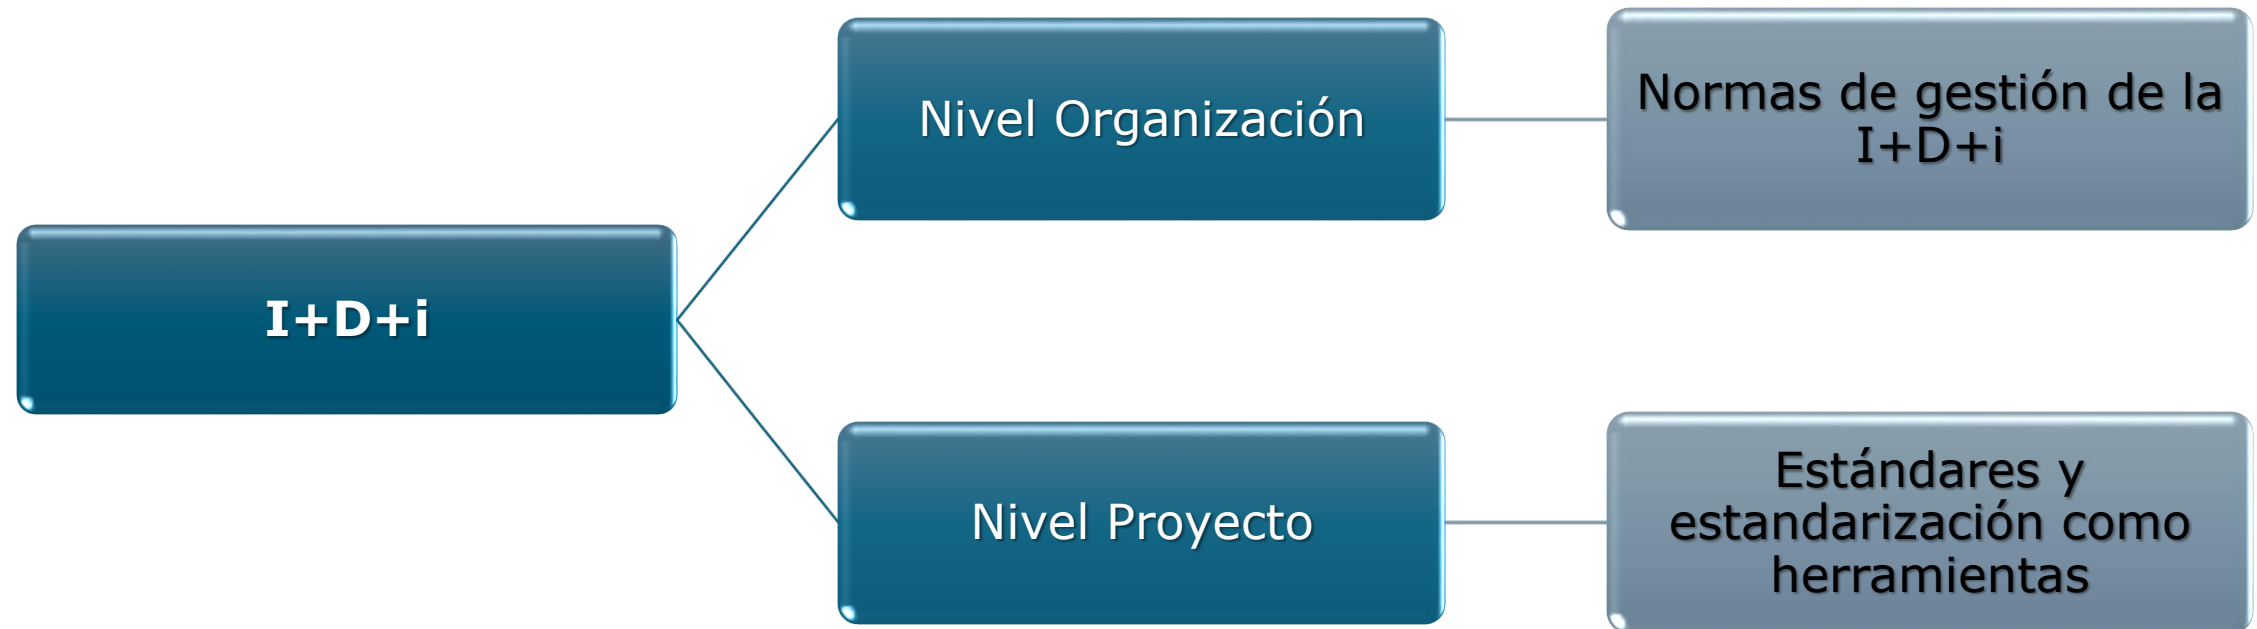 I+D+i
Nivel Organización
Normas de gestión de la
I+D+i
Nivel Proyecto
Estándares y
estandarización como
herramientas